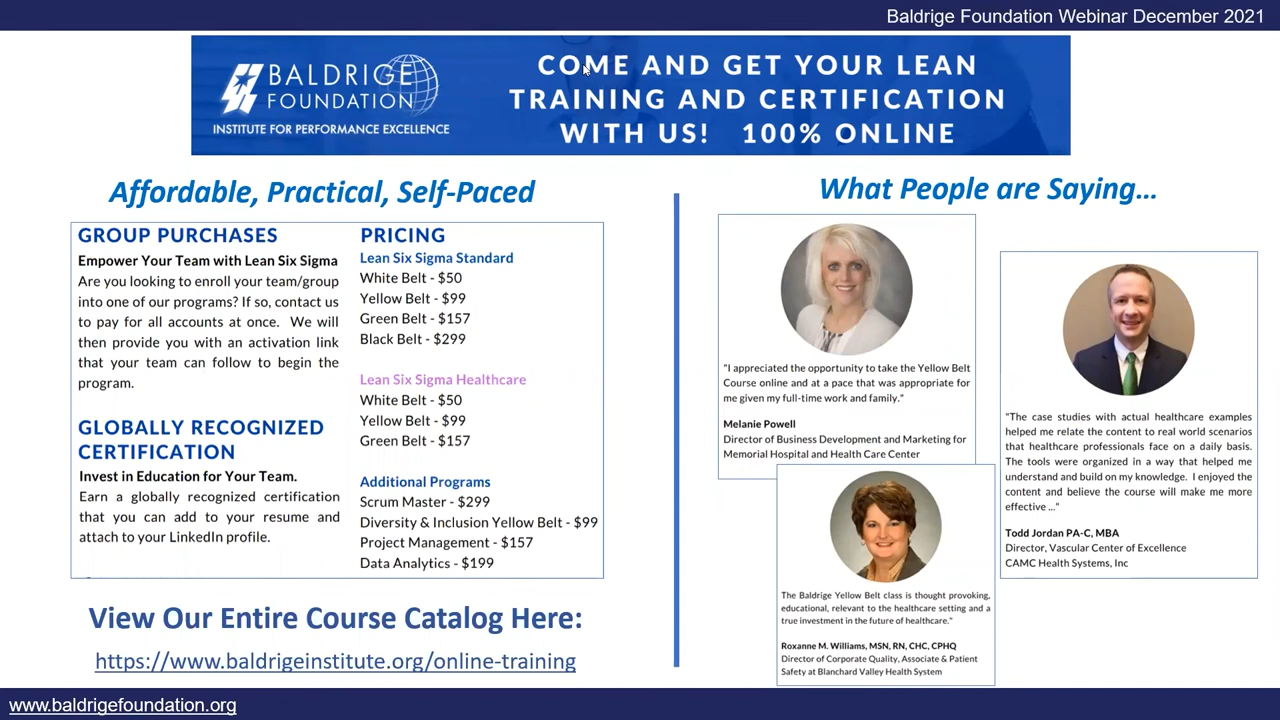 Baldrige Foundation Webinar December 2021
BALDRIGE
FOUNDATION
INSTITUTE FOR PERFORMANCE EXCELLENCE
COME AND GET YOUR LEAN
TRAINING AND CERTIFICATION
WITH US! 100% ONLINE
Affordable, Practical, Self-Paced
GROUP PURCHASES
Empower Your Team with Lean Six Sigma
Are you looking to enroll your team/group
into one of our programs? If so, contact us
to pay for all accounts at once. We will
then provide you with an activation link
that your team can follow to begin the
program.
GLOBALLY RECOGNIZED
CERTIFICATION
Invest in Education for Your Team.
Earn a globally recognized certification
that you can add to your resume and
attach to your LinkedIn profile.
PRICING
Lean Six Sigma Standard
White Belt - $50
Yellow Belt - $99
Green Belt - $157
Black Belt - $299
Lean Six Sigma Healthcare
White Belt - $50
Yellow Belt - $99
Green Belt - $157
Additional Programs
Scrum Master - $299
Diversity & Inclusion Yellow Belt - $99
Project Management - $157
Data Analytics - $199
View Our Entire Course Catalog Here:
https://www.baldrigeinstitute.org/online-training
What People are Saying…
"I appreciated the opportunity to take the Yellow Belt
Course online and at a pace that was appropriate for
me given my full-time work and family."
Melanie Powell
Director of Business Development and Marketing for
Memorial Hospital and Health Care Center
The Baldrige Yellow Belt class is thought provoking,
educational, relevant to the healthcare setting and a
true investment in the future of healthcare."
Roxanne M. Williams, MSN, RN, CHC, CPHQ
Director of Corporate Quality, Associate & Patient
Safety at Blanchard Valley Health System
"The case studies with actual healthcare examples
helped me relate the content to real world scenarios
that healthcare professionals face on a daily basis.
The tools were organized in a way that helped me
understand and build on my knowledge. I enjoyed the
content and believe the course will make me more
effective ..."
Todd Jordan PA-C, MBA
Director, Vascular Center of Excellence
CAMC Health Systems, Inc
www.baldrigefoundation.org